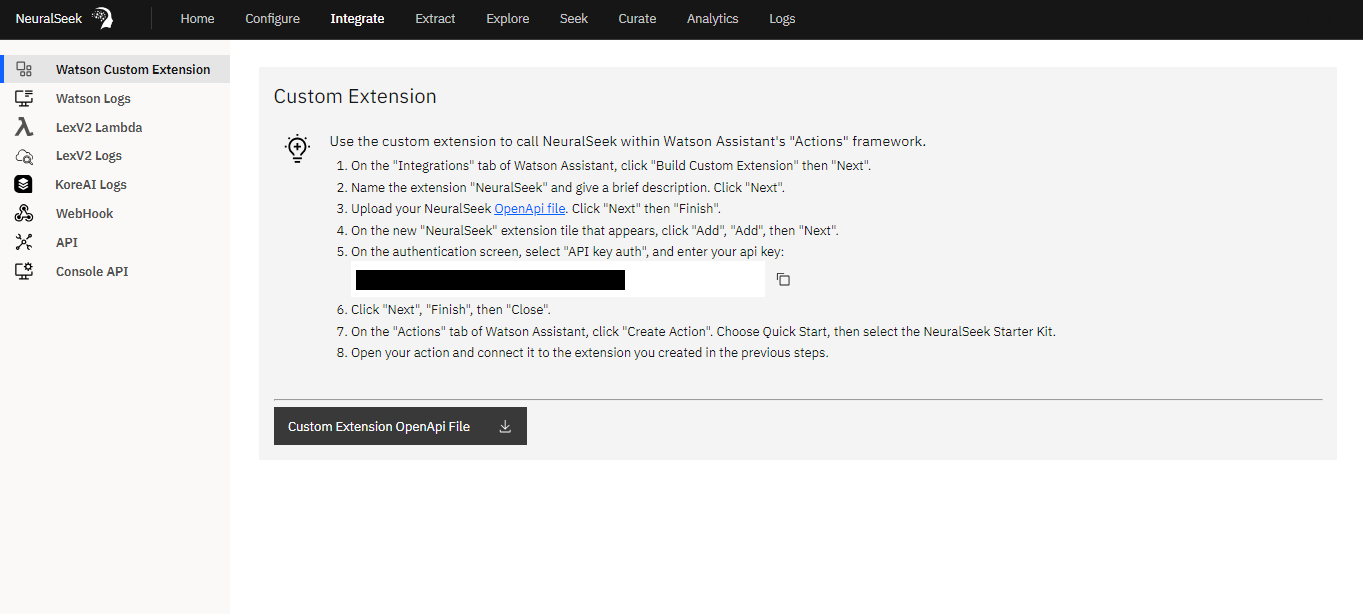 NeuralSeek
Home Configure Integrate Extract Explore Seek Curate Analytics Logs
Watson Custom Extension
Watson Logs
LexV2 Lambda
LexV2 Logs
KoreAI Logs
WebHook
API
Console API
Custom Extension
Use the custom extension to call NeuralSeek within Watson Assistant's "Actions" framework.
1. On the "Integrations" tab of Watson Assistant, click "Build Custom Extension" then "Next".
2. Name the extension "NeuralSeek" and give a brief description. Click "Next".
3. Upload your NeuralSeek OpenApi file. Click "Next" then "Finish".
4. On the new "NeuralSeek" extension tile that appears, click "Add", "Add", then "Next".
5. On the authentication screen, select "API key auth", and enter your api key:
6. Click "Next", "Finish", then "Close".
7. On the "Actions" tab of Watson Assistant, click "Create Action". Choose Quick Start, then select the NeuralSeek Starter Kit.
8. Open your action and connect it to the extension you created in the previous steps.
Custom Extension OpenApi File